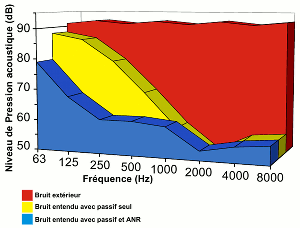 Niveau de Pression acoustique (dB)
90
80
70
60
50
63 125 250 500 1000 2000 4000 8000
Fréquence (Hz)
Bruit extérieur
Bruit entendu avec passif seul
Bruit entendu avec passif et ANR